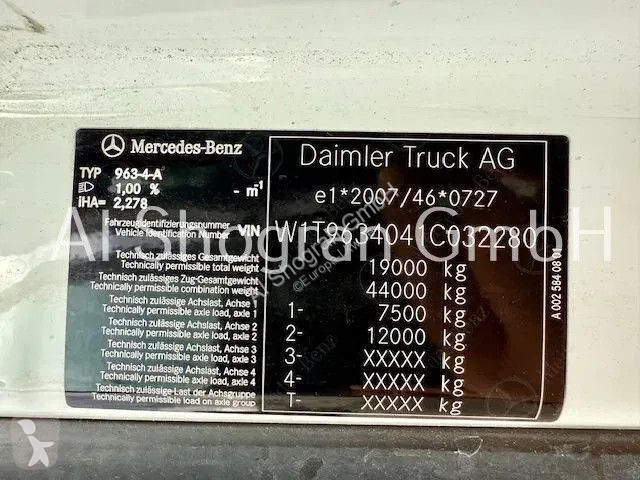 Mercedes-Benz
Daimler Truck AG
TYP 963-4-A
1,00 % - m⁻¹
iHA= 2,278
e1*2007/46*0727
Fahrzeugidentifizierungsnummer
Vehicle Identification Number VIN W1T9634041C032280
Technisch zulässiges Gesamtgewicht
Technically permissible total weight 19000 kg
Technisch zulässiges Zug-Gesamtgewicht
Technically permissible combination weight 44000 kg
Technisch zulässige Achslast, Achse 1
Technically permissible axle load, axle 1 1- 7500 kg
Technisch zulässige Achslast, Achse 2
Technically permissible axle load, axle 2 2- 12000 kg
Technisch zulässige Achslast, Achse 3
Technically permissible axle load, axle 3 3- XXXXX kg
Technisch zulässige Achslast, Achse 4
Technically permissible axle load, axle 4 4- XXXXX kg
Technisch zulässige-Last der Achsgruppe
Technically permissible load on axle group T- XXXXX kg
A 002 584 08 01
Al Shogran GmbH
Al Shogran GmbH